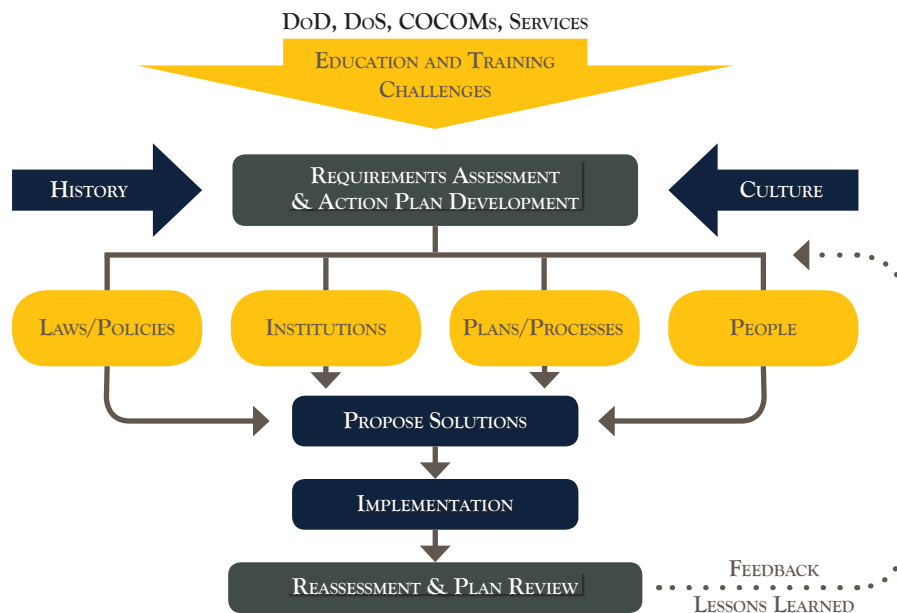 DoD, DoS, COCOMs, Services
Education and Training
Challenges
History
Requirements Assessment
& Action Plan Development
Culture
Laws/Policies
Institutions
Plans/Processes
People
Propose Solutions
Implementation
Reassessment & Plan Review
Feedback
Lessons Learned